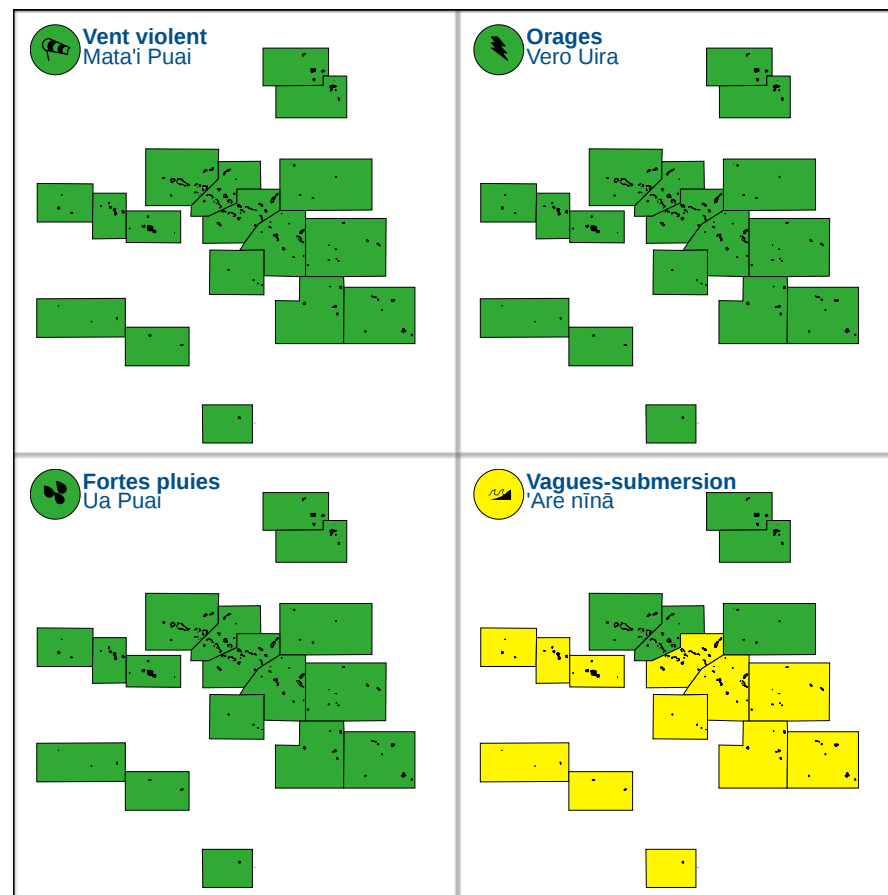 Vent violent
Mata'i Puai
Orages
Vero Uira
Fortes pluies
Ua Puai
Vagues-submersion
'Are nīnā